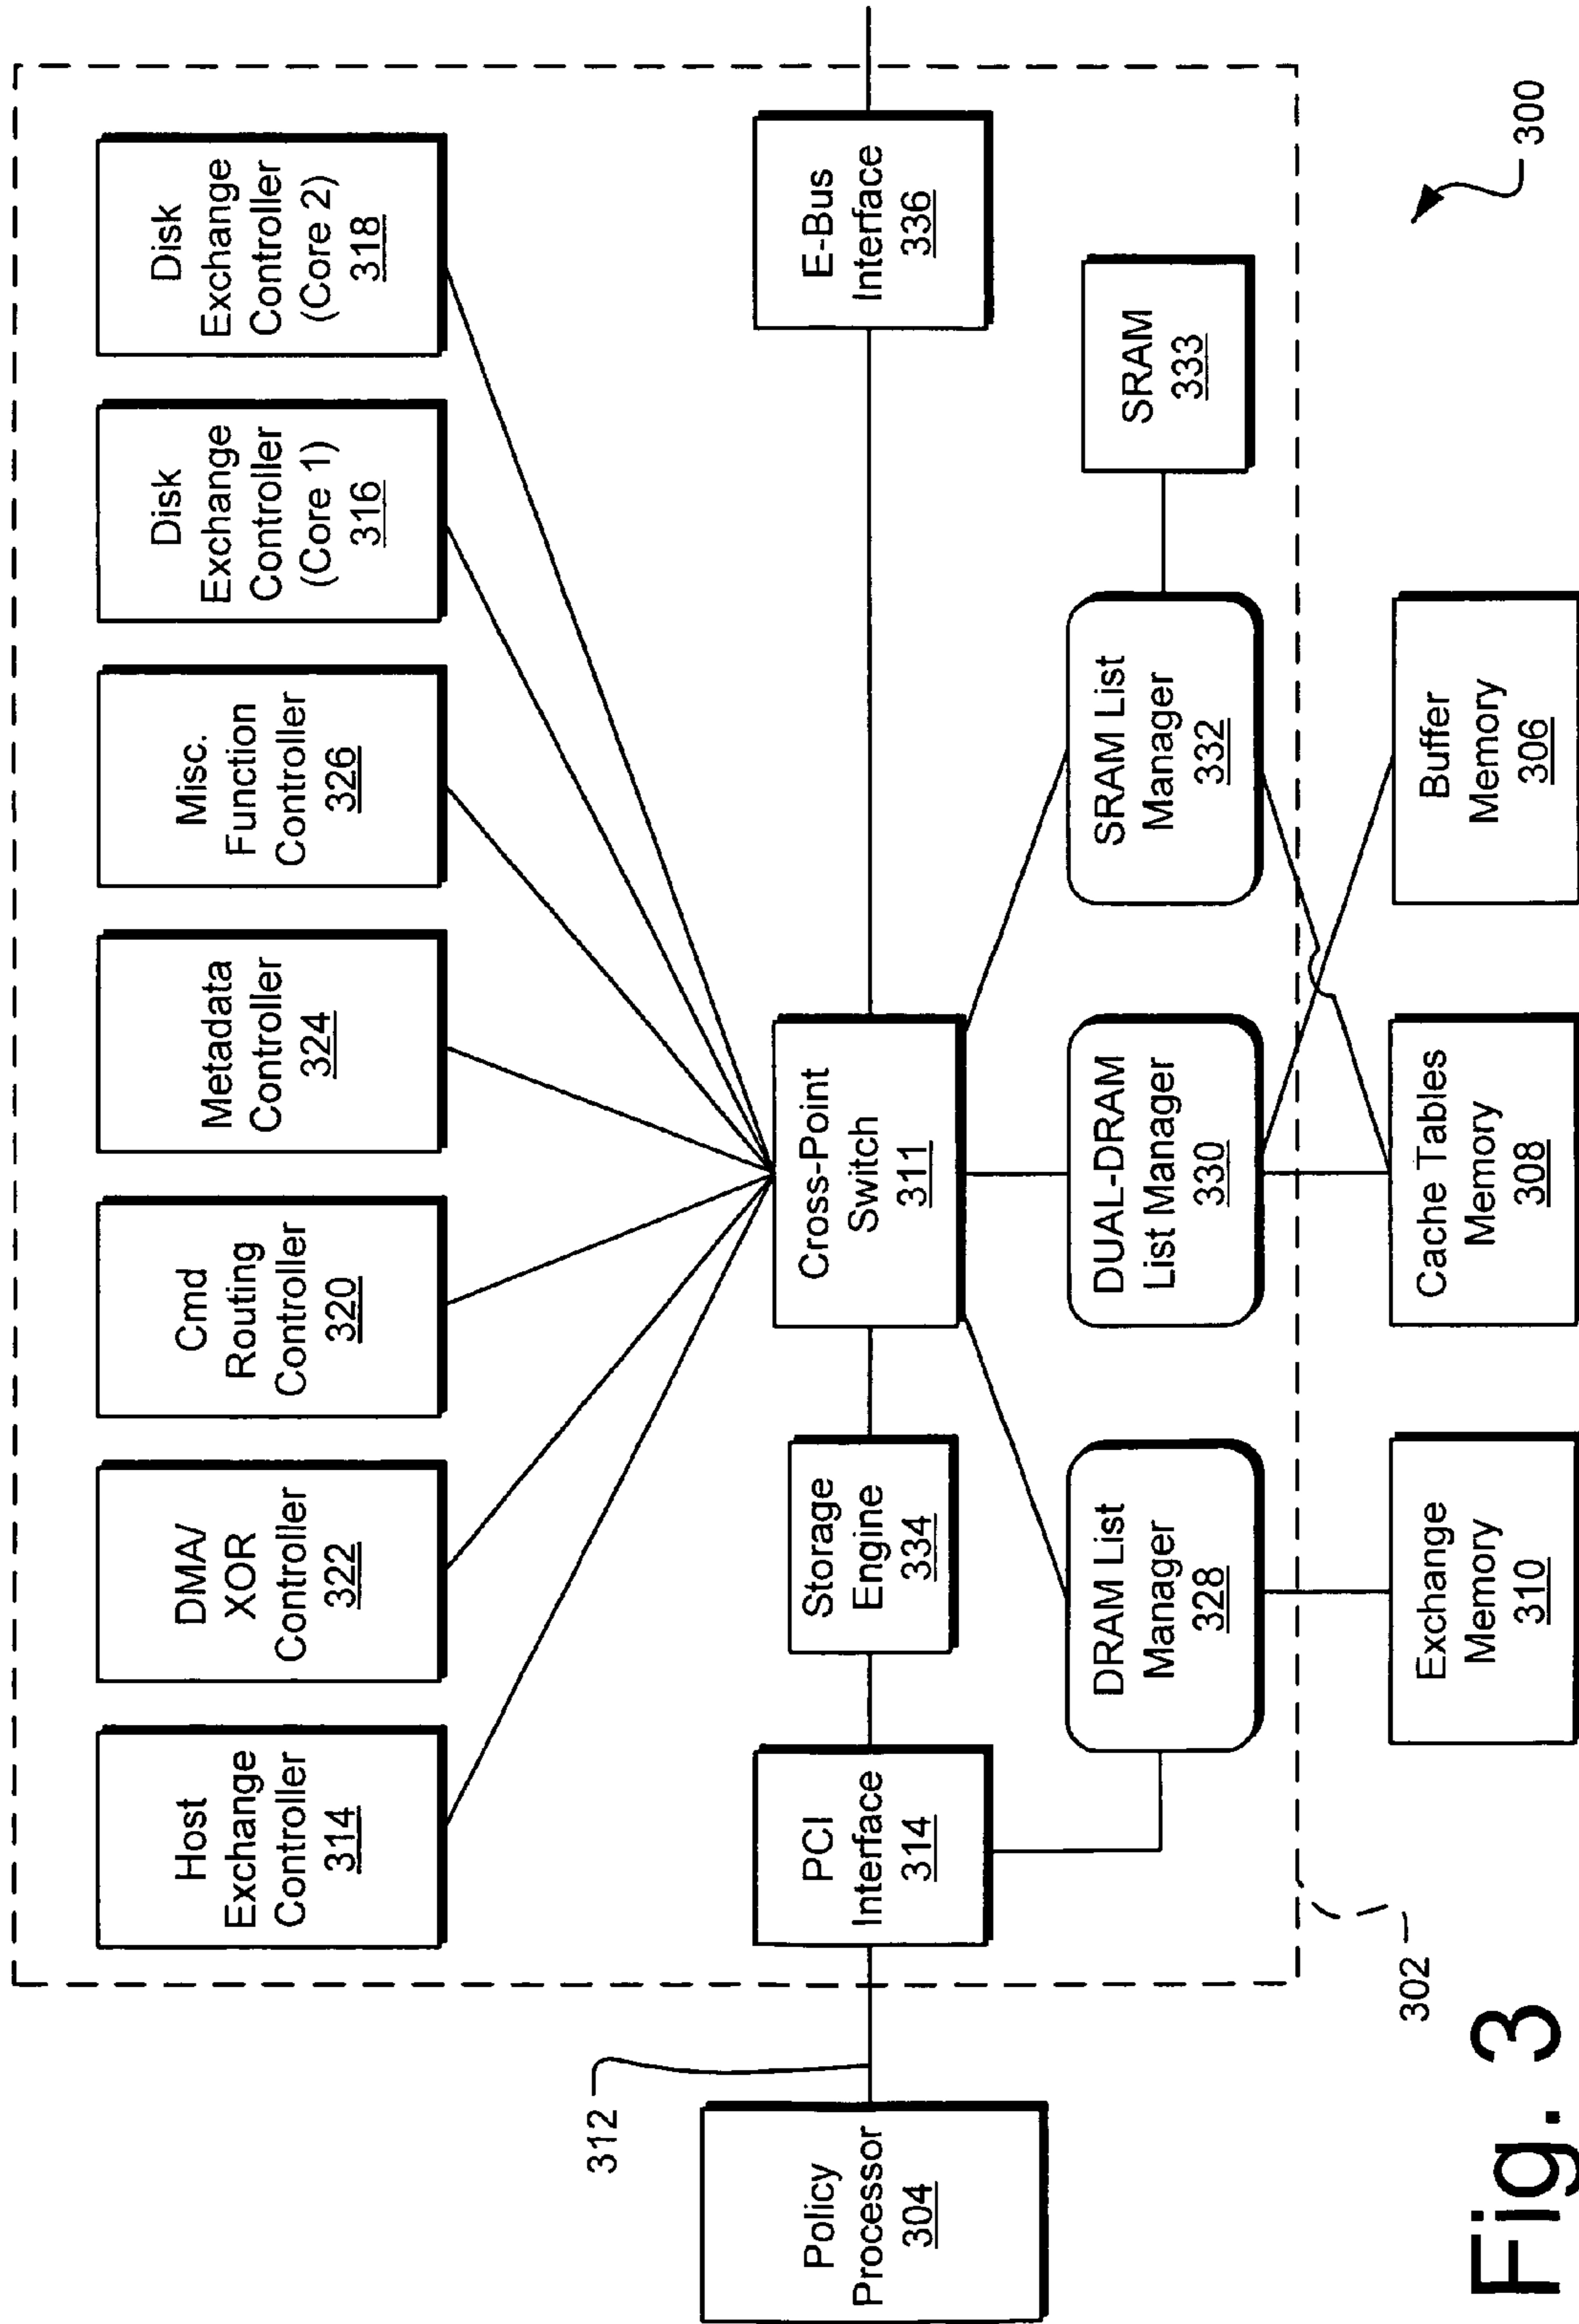 Host
Exchange
Controller
314
DMA/
XOR
Controller
322
Cmd
Routing
Controller
320
Metadata
Controller
324
Misc.
Function
Controller
326
Disk
Exchange
Controller
(Core 1)
316
Disk
Exchange
Controller
(Core 2)
318
312
Policy
Processor
304
PCI
Interface
314
Storage
Engine
334
Cross-Point
Switch
311
E-Bus
Interface
336
DRAM List
Manager
328
DUAL-DRAM
List Manager
330
SRAM List
Manager
332
SRAM
333
302
Exchange
Memory
310
Cache Tables
Memory
308
Buffer
Memory
306
300
Fig. 3